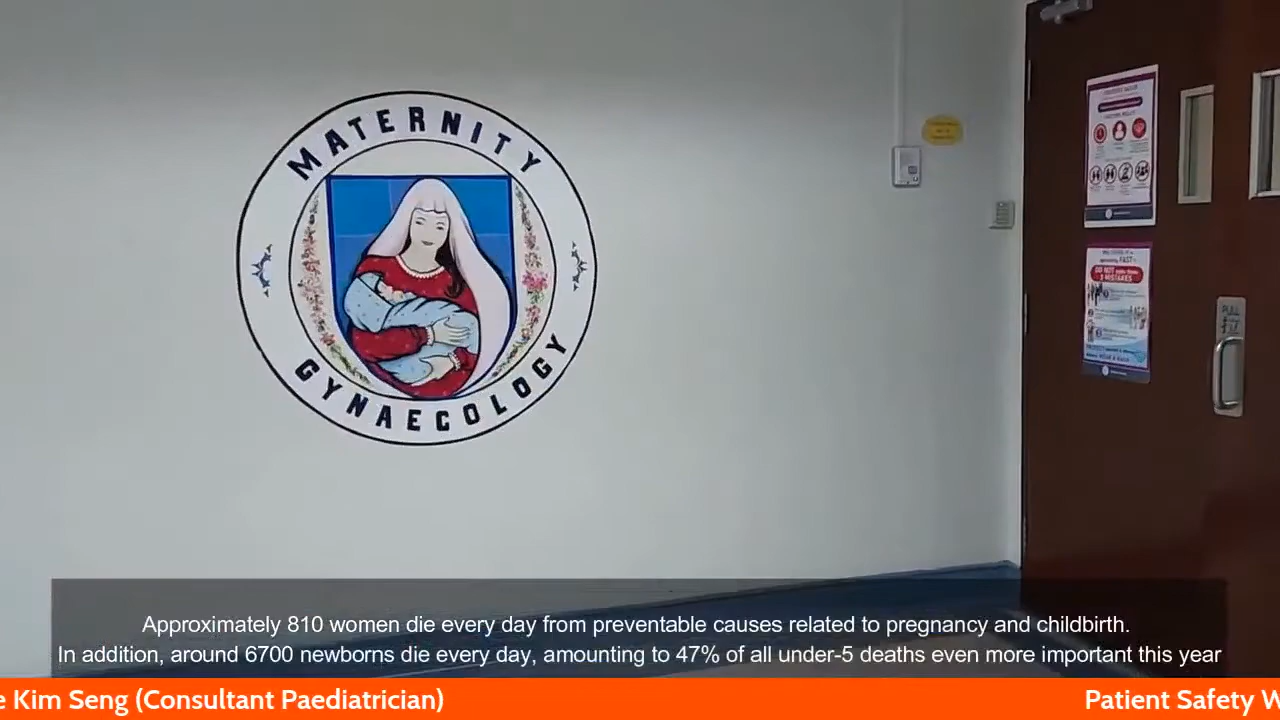 MATERNITY
GYNAECOLOGY
DO NOT
MISTAKES
PULL
Approximately 810 women die every day from preventable causes related to pregnancy and childbirth.
In addition, around 6700 newborns die every day, amounting to 47% of all under-5 deaths even more important this year
e Kim Seng (Consultant Paediatrician)
Patient Safety W